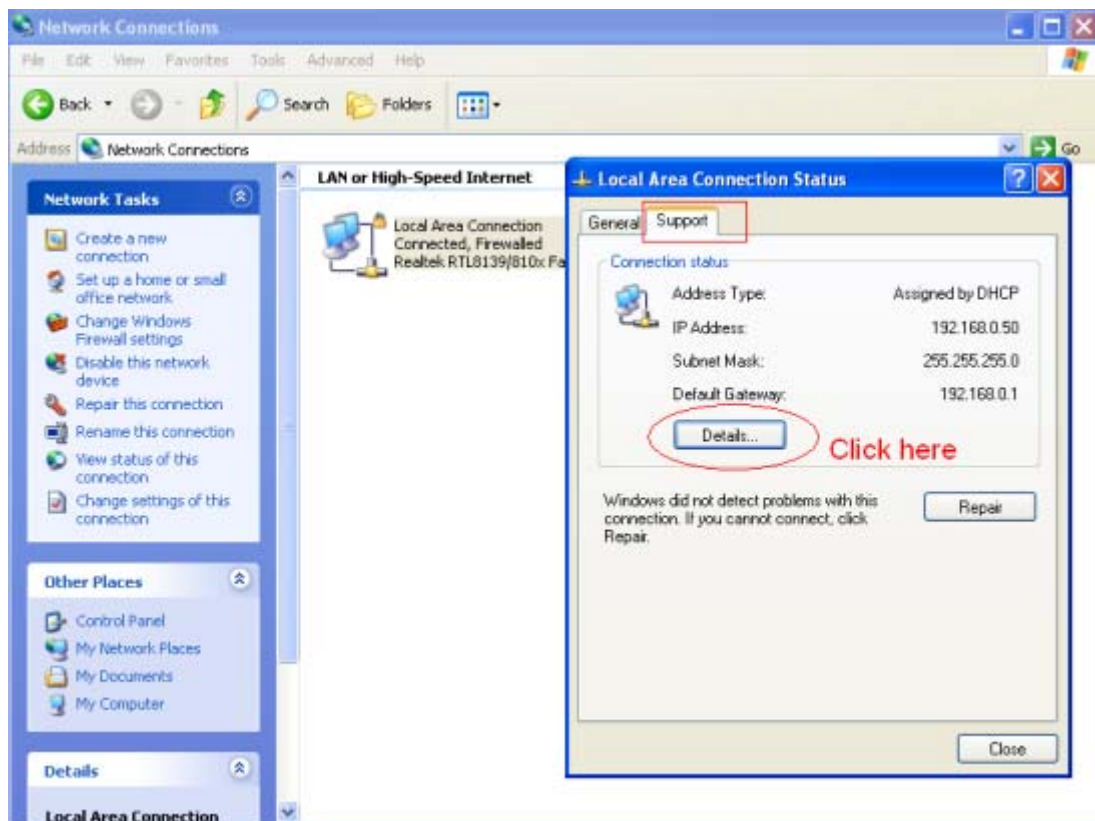 Network Connections
File Edit View Favorites Tools Advanced Help
Back Search Folders
Address Network Connections Go
Network Tasks
Create a new
connection
Set up a home or small
office network
Change Windows
Firewall settings
Disable this network
device
Repair this connection
Rename this connection
View status of this
connection
Change settings of this
connection
Other Places
Control Panel
My Network Places
My Documents
My Computer
Details
Local Area Connection
LAN or High-Speed Internet
Local Area Connection
Connected, Firewalled
Realtek RTL8139/810x Fa
Local Area Connection Status
General Support
Connection status
Address Type: Assigned by DHCP
IP Address: 192.168.0.50
Subnet Mask: 255.255.255.0
Default Gateway: 192.168.0.1
Details... Click here
Windows did not detect problems with this
connection. If you cannot connect, click
Repair.
Repair
Close